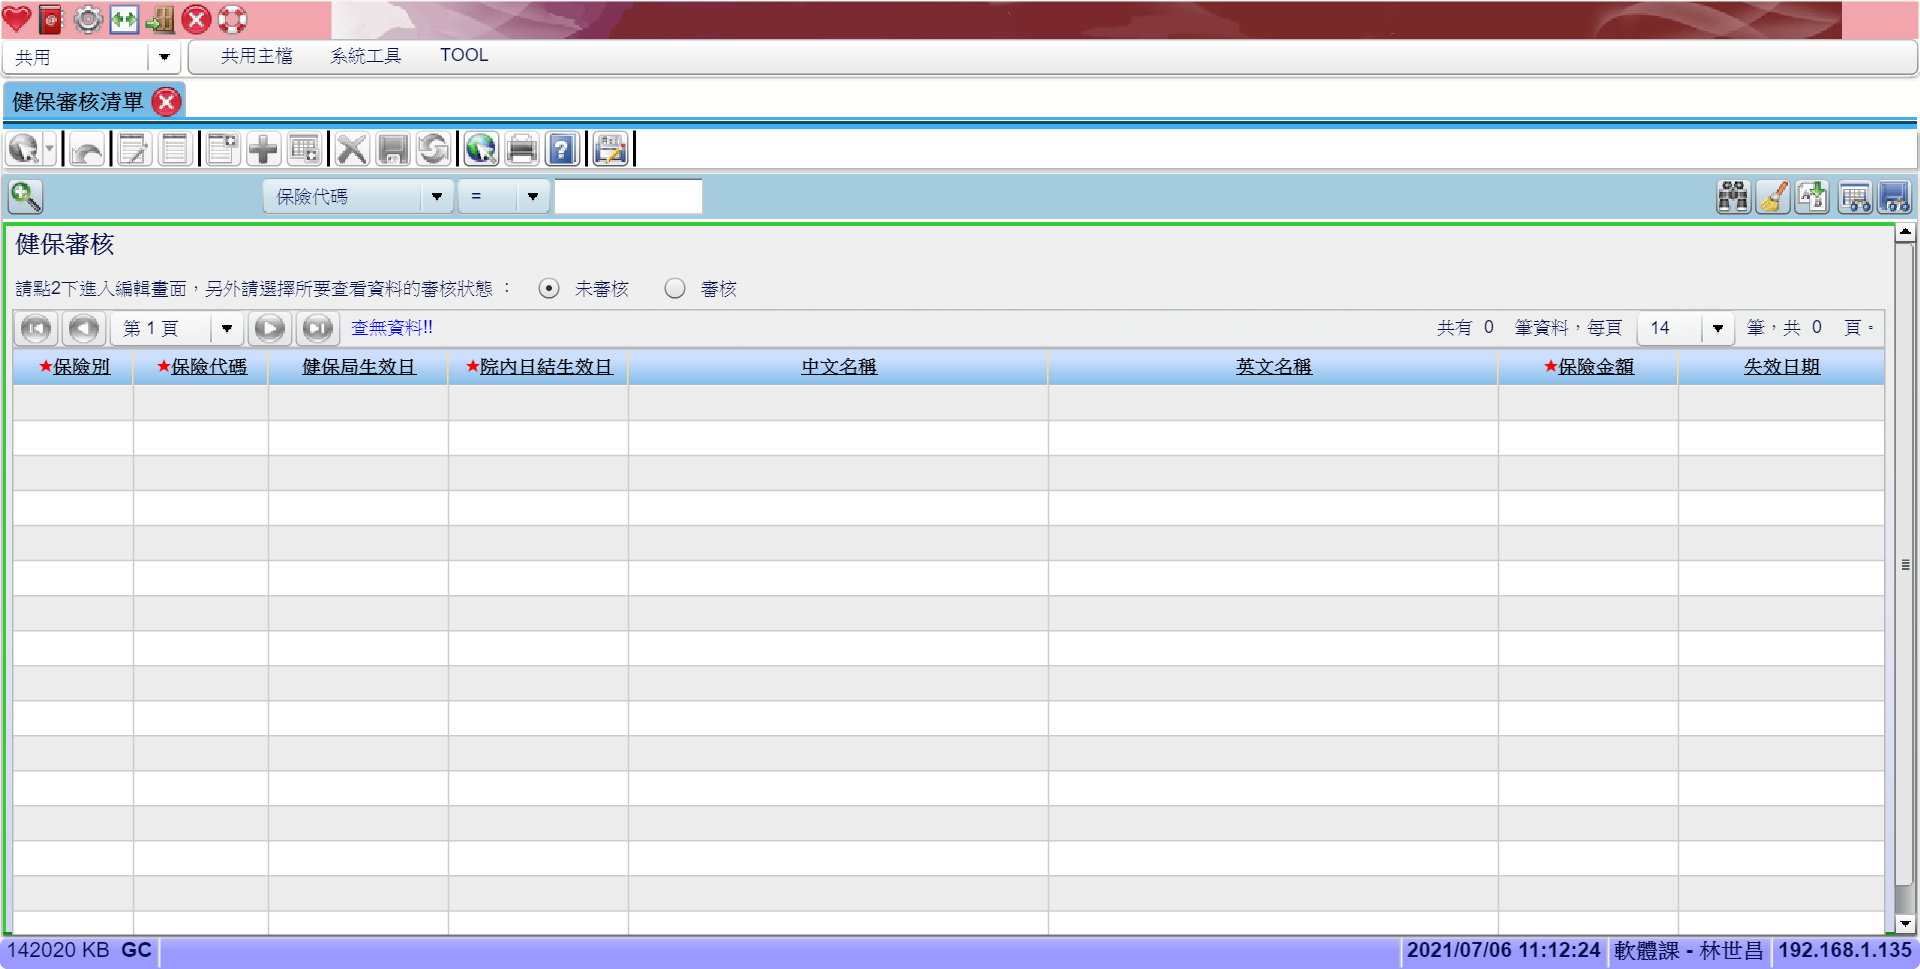 共用 共用主檔 系統工具 TOOL
健保審核清單
保險代碼 =
健保審核
請點2下進入編輯畫面，另外請選擇所要查看資料的審核狀態： 未審核 審核
第 1 頁 查無資料!! 共有 0 筆資料，每頁 14 筆，共 0 頁。
★保險別 ★保險代碼 健保局生效日 ★院內日結生效日 中文名稱 英文名稱 ★保險金額 失效日期
142020 KB GC 2021/07/06 11:12:24 軟體課 - 林世昌 192.168.1.135